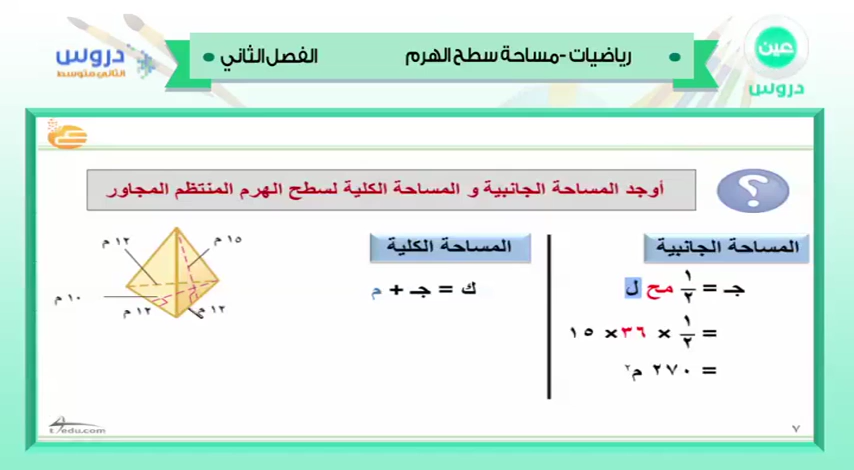 دروس
الثاني متوسط
رياضيات - مساحة سطح الهرم
الفصل الثاني
عين
دروس
أوجد المساحة الجانبية و المساحة الكلية لسطح الهرم المنتظم المجاور
؟
المساحة الجانبية
جـ = ١/٢ مح ل
= ١/٢ × ٣٦ × ١٥
= ٢٧٠ م٢
المساحة الكلية
ك = جـ + م
١٥ م
١٢ م
١٠ م
١٢ م
١٢ م
t4edu.com
٧